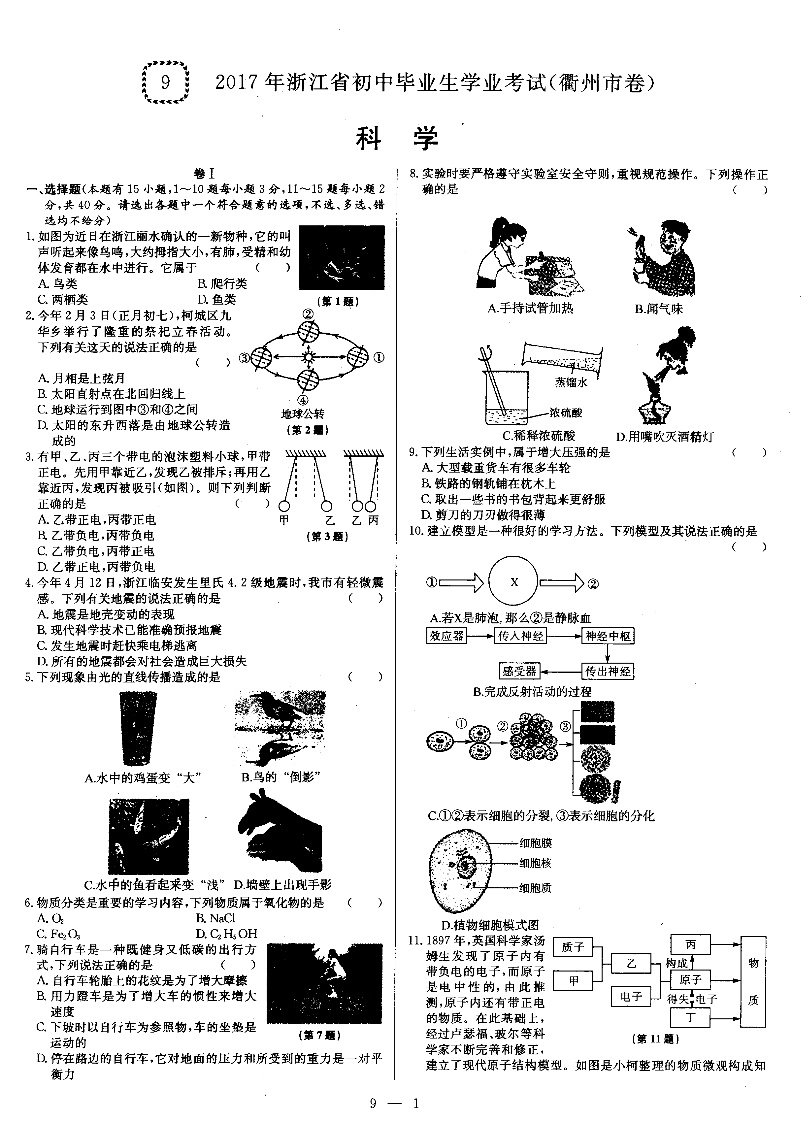 9
2017年浙江省初中毕业生学业考试(衢州市卷)
科 学
卷Ⅰ
一、选择题(本题有15小题,1~10题每小题3分,11~15题每小题2
分,共40分。请选出各题中一个符合题意的选项,不选、多选、错
选均不给分)
1.如图为近日在浙江丽水确认的一新物种,它的叫
声听起来像鸟鸣,大约拇指大小,有肺,受精和幼
体发育都在水中进行。它属于 ( )
A.鸟类 B.爬行类
C.两栖类 D.鱼类
(第1题)
2.今年2月3日(正月初七),柯城区九
华乡举行了隆重的祭祀立春活动。
下列有关这天的说法正确的是
( )
A.月相是上弦月
B.太阳直射点在北回归线上
C.地球运行到图中③和④之间
D.太阳的东升西落是由地球公转造
成的
②
③
①
④
地球公转
(第2题)
3.有甲、乙、丙三个带电的泡沫塑料小球,甲带
正电。先用甲靠近乙,发现乙被排斥;再用乙
靠近丙,发现丙被吸引(如图)。则下列判断
正确的是 ( )
A.乙带正电,丙带正电
B.乙带负电,丙带负电
C.乙带负电,丙带正电
D.乙带正电,丙带负电
甲 乙 乙 丙
(第3题)
4.今年4月12日,浙江临安发生里氏4.2级地震时,我市有轻微震
感。下列有关地震的说法正确的是 ( )
A.地震是地壳变动的表现
B.现代科学技术已能准确预报地震
C.发生地震时赶快乘电梯逃离
D.所有的地震都会对社会造成巨大损失
5.下列现象由光的直线传播造成的是 ( )
A.水中的鸡蛋变“大” B.鸟的“倒影”
C.水中的鱼看起来变“浅” D.墙壁上出现手影
6.物质分类是重要的学习内容,下列物质属于氧化物的是 ( )
A.O₂ B.NaCl
C.Fe₂O₃ D.C₂H₅OH
7.骑自行车是一种既健身又低碳的出行方
式,下列说法正确的是 ( )
A.自行车轮胎上的花纹是为了增大摩擦
B.用力蹬车是为了增大车的惯性来增大
速度
C.下坡时以自行车为参照物,车的坐垫是
运动的
D.停在路边的自行车,它对地面的压力和所受到的重力是一对平
衡力
(第7题)
8.实验时要严格遵守实验室安全守则,重视规范操作。下列操作正
确的是 ( )
A.手持试管加热 B.闻气味
蒸馏水
浓硫酸
C.稀释浓硫酸 D.用嘴吹灭酒精灯
9.下列生活实例中,属于增大压强的是 ( )
A.大型载重货车有很多车轮
B.铁路的钢轨铺在枕木上
C.取出一些书的书包背起来更舒服
D.剪刀的刀刃做得很薄
10.建立模型是一种很好的学习方法。下列模型及其说法正确的是
( )
① X ②
A.若X是肺泡,那么②是静脉血
效应器 传入神经 神经中枢
感受器 传出神经
B.完成反射活动的过程
① ② ③
C.①②表示细胞的分裂,③表示细胞的分化
细胞膜
细胞核
细胞质
D.植物细胞模式图
11.1897年,英国科学家汤
姆生发现了原子内有
带负电的电子,而原子
是电中性的,由此推
测,原子内还有带正电
的物质。在此基础上,
经过卢瑟福、玻尔等科
学家不断完善和修正,
建立了现代原子结构模型。如图是小柯整理的物质微观构成知
质子 乙 丙 物质
甲 构成 原子
电子 得失 电子
丁
(第11题)
9 — 1